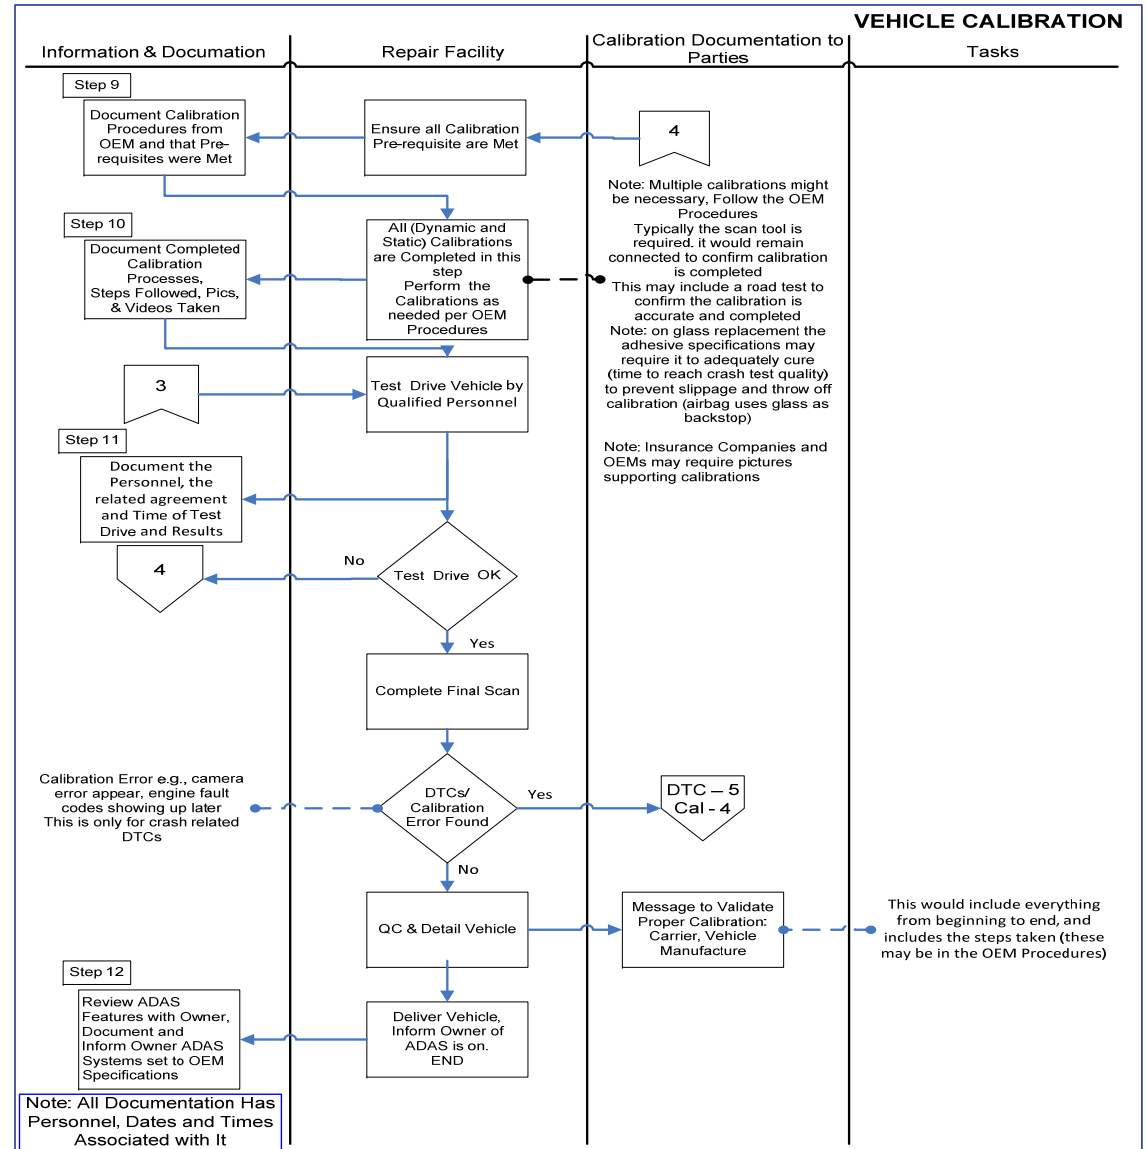 VEHICLE CALIBRATION
Information & Documation
Repair Facility
Calibration Documentation to
Parties
Tasks
Step 9
Document Calibration
Procedures from
OEM and that Pre-
requisites were Met
Ensure all Calibration
Pre-requisite are Met
4
Note: Multiple calibrations might
be necessary, Follow the OEM
Procedures
Typically the scan tool is
required. it would remain
connected to confirm calibration
is completed
This may include a road test to
confirm the calibration is
accurate and completed
Note: on glass replacement the
adhesive specifications may
require it to adequately cure
(time to reach crash test quality)
to prevent slippage and throw off
calibration (airbag uses glass as
backstop)
Note: Insurance Companies and
OEMs may require pictures
supporting calibrations
Step 10
Document Completed
Calibration
Processes,
Steps Followed, Pics,
& Videos Taken
All (Dynamic and
Static) Calibrations
are Completed in this
step
Perform the
Calibrations as
needed per OEM
Procedures
3
Test Drive Vehicle by
Qualified Personnel
Step 11
Document the
Personnel, the
related agreement
and Time of Test
Drive and Results
4
No
Test Drive OK
Yes
Complete Final Scan
Calibration Error e.g., camera
error appear, engine fault
codes showing up later
This is only for crash related
DTCs
DTCs/
Calibration
Error Found
Yes
DTC – 5
Cal - 4
No
QC & Detail Vehicle
Message to Validate
Proper Calibration:
Carrier, Vehicle
Manufacture
This would include everything
from beginning to end, and
includes the steps taken (these
may be in the OEM Procedures)
Step 12
Review ADAS
Features with Owner,
Document and
Inform Owner ADAS
Systems set to OEM
Specifications
Deliver Vehicle,
Inform Owner of
ADAS is on.
END
Note: All Documentation Has
Personnel, Dates and Times
Associated with It